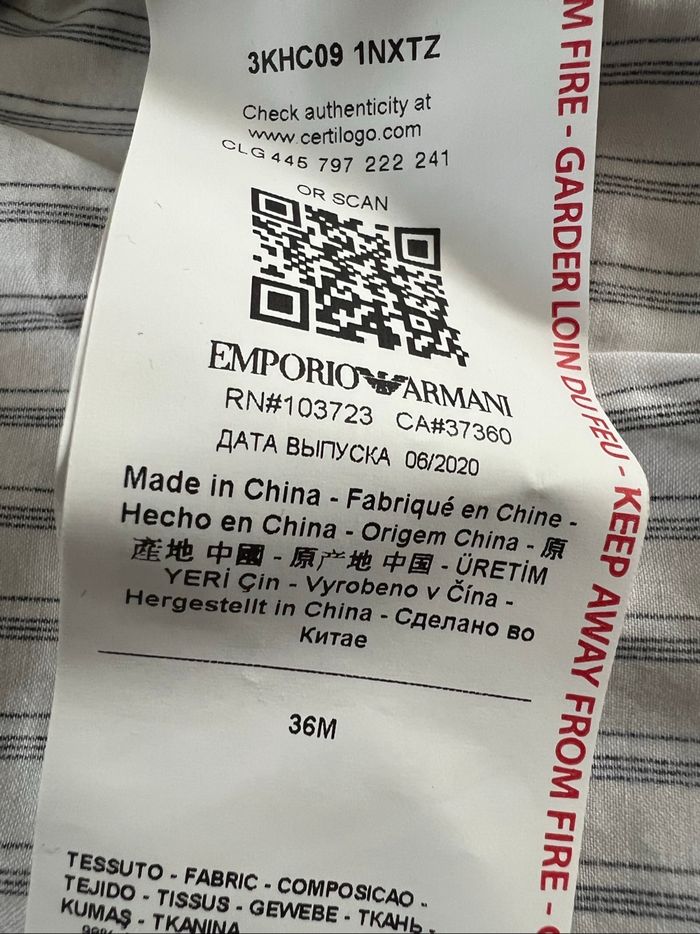 3KHC09 1NXTZ
Check authenticity at
www.certilogo.com
CLG 445 797 222 241
OR SCAN
EMPORIO ARMANI
RN#103723 CA#37360
ДАТА ВЫПУСКА 06/2020
Made in China - Fabriqué en Chine -
Hecho en China - Origem China - 原
產地 中國 - 原产地 中国 - ÜRETİM
YERİ Çin - Vyrobeno v Čína -
Hergestellt in China - Сделано во
Китае
36M
TESSUTO - FABRIC - COMPOSICAO -
TEJIDO - TISSUS - GEWEBE - ТКАНЬ -
KUMAŞ - TKANINA
M FIRE - GARDER LOIN DU FEU - KEEP AWAY FROM FIRE -